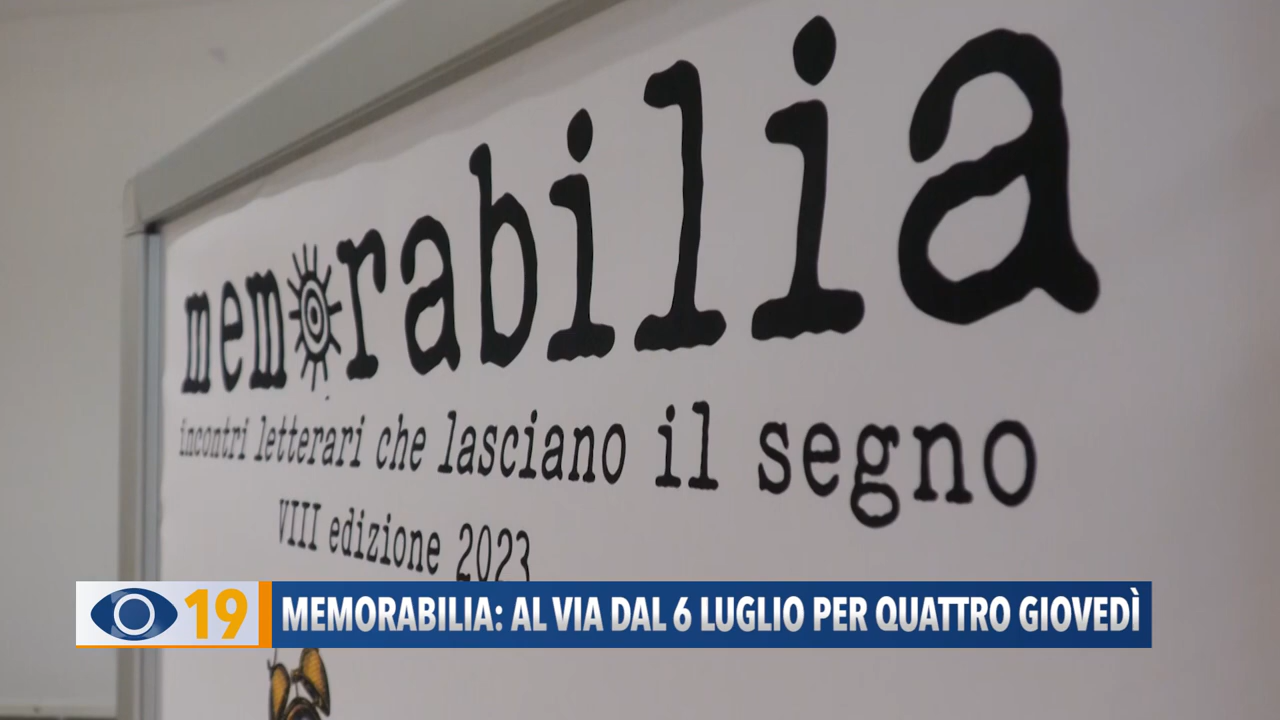 memorabilia
incontri letterari che lasciano il segno
VIII edizione 2023
19 MEMORABILIA: AL VIA DAL 6 LUGLIO PER QUATTRO GIOVEDÌ